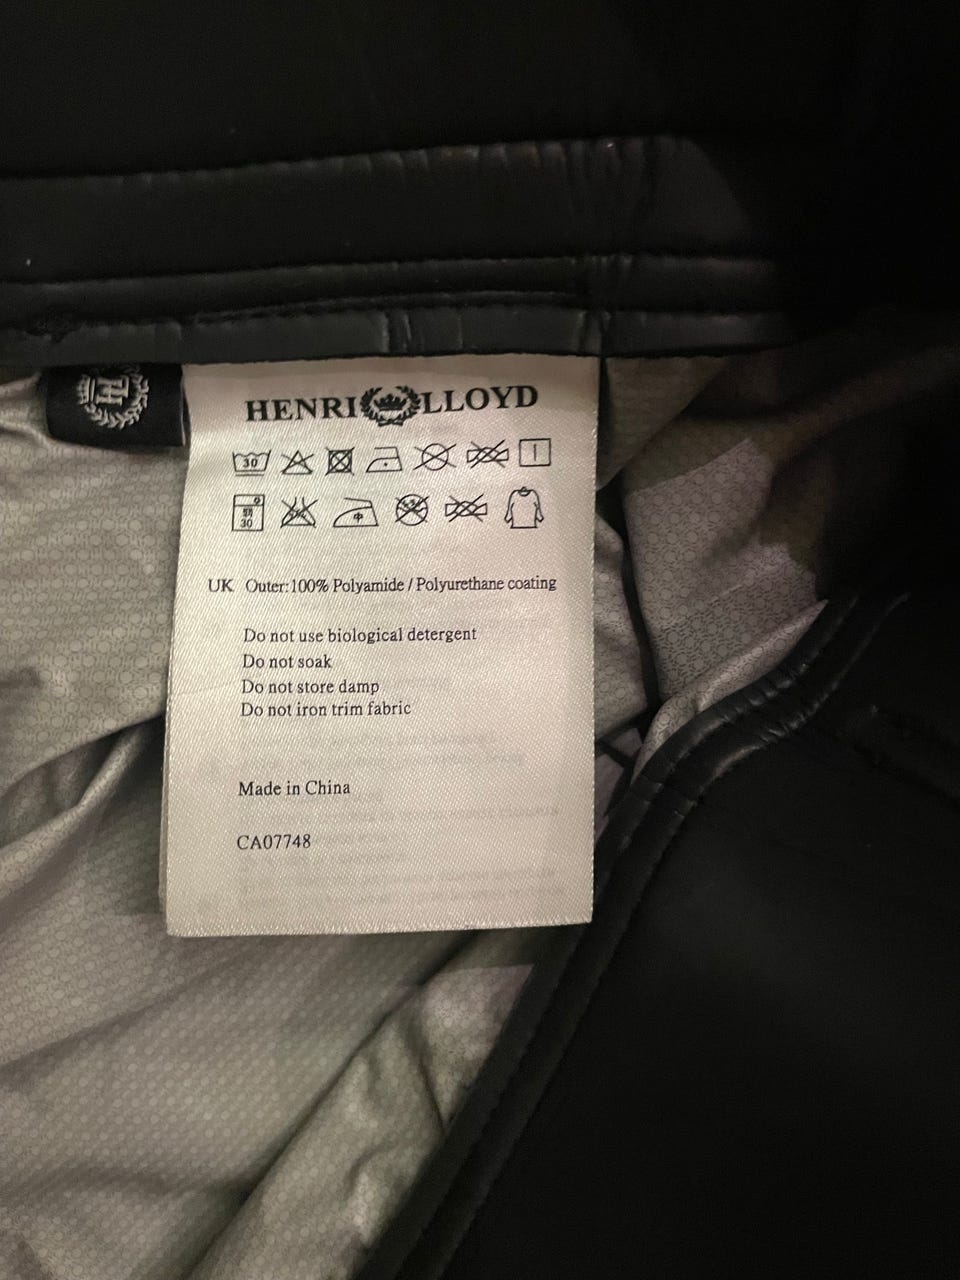 HENRI LLOYD
30
弱
30
UK Outer:100% Polyamide / Polyurethane coating
Do not use biological detergent
Do not soak
Do not store damp
Do not iron trim fabric
Made in China
CA07748